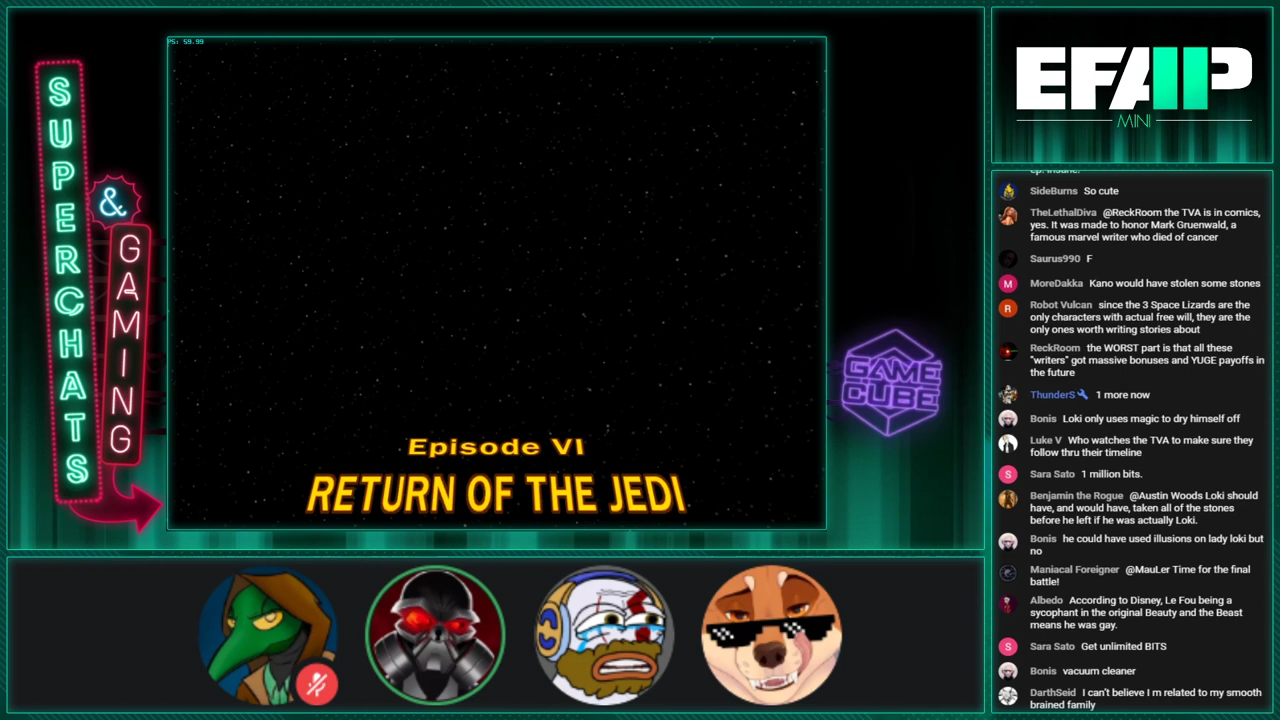 PS: 59.99
SUPERCHATS
&
GAMING
Episode VI
RETURN OF THE JEDI
GAME
CUBE
EFAP
MINI
SideBurns So cute
TheLethalDiva @ReckRoom the TVA is in comics,
yes. It was made to honor Mark Gruenwald, a
famous marvel writer who died of cancer
Saurus990 F
M
MoreDakka Kano would have stolen some stones
R
Robot Vulcan since the 3 Space Lizards are the
only characters with actual free will, they are the
only ones worth writing stories about
ReckRoom the WORST part is that all these
"writers" got massive bonuses and YUGE payoffs in
the future
ThunderS 1 more now
Bonis Loki only uses magic to dry himself off
Luke V Who watches the TVA to make sure they
follow thru their timeline
S
Sara Sato 1 million bits.
Benjamin the Rogue @Austin Woods Loki should
have, and would have, taken all of the stones
before he left if he was actually Loki.
Bonis he could have used illusions on lady loki but
no
Maniacal Foreigner @MauLer Time for the final
battle!
Albedo According to Disney, Le Fou being a
sycophant in the original Beauty and the Beast
means he was gay.
S
Sara Sato Get unlimited BITS
Bonis vacuum cleaner
DarthSeid I can't believe I m related to my smooth
brained family